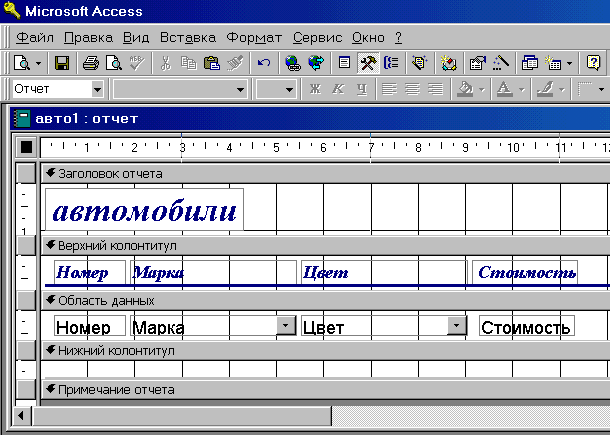 Microsoft Access
Файл Правка Вид Вставка Формат Сервис Окно ?
Отчет Ж К Ч
авто1 : отчет
1 2 3 4 5 6 7 8 9 10 11 12
Заголовок отчета
автомобили
Верхний колонтитул
Номер Марка Цвет Стоимость
Область данных
Номер Марка Цвет Стоимость
Нижний колонтитул
Примечание отчета